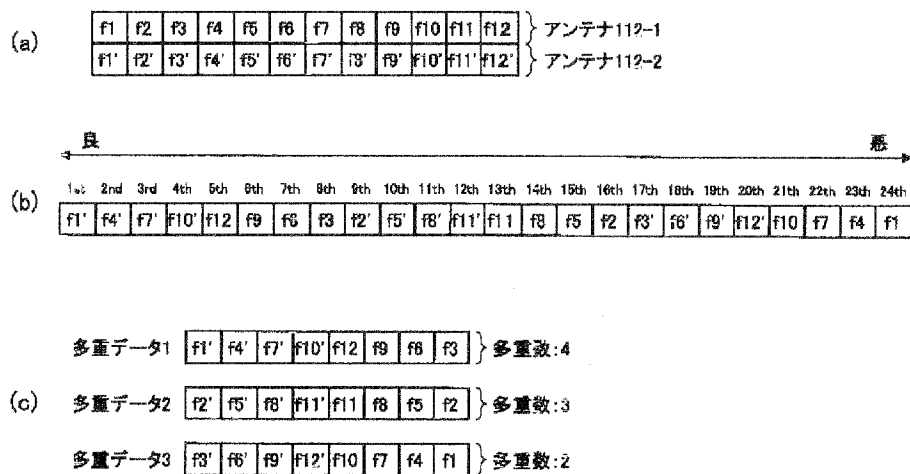 (a)
f1 f2 f3 f4 f5 f6 f7 f8 f9 f10 f11 f12 アンテナ112-1
f1' f2' f3' f4' f5' f6' f7' f8' f9' f10' f11' f12' アンテナ112-2
良 悪
(b)
1st 2nd 3rd 4th 5th 6th 7th 8th 9th 10th 11th 12th 13th 14th 15th 16th 17th 18th 19th 20th 21th 22th 23th 24th
f1' f4' f7' f10' f12 f9 f6 f3 f2' f5' f8' f11' f11 f8 f5 f2 f3' f6' f9' f12' f10 f7 f4 f1
多重データ1 f1' f4' f7' f10' f12 f9 f6 f3 多重数:4
(c)
多重データ2 f2' f5' f8' f11' f11 f8 f5 f2 多重数:3
多重データ3 f3' f6' f9' f12' f10 f7 f4 f1 多重数:2